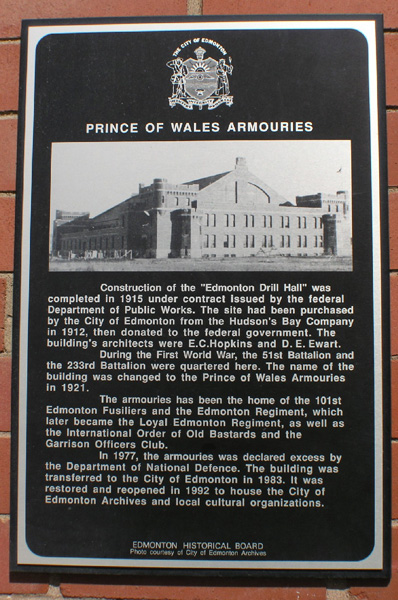 THE CITY OF EDMONTON
PRINCE OF WALES ARMOURIES
Construction of the "Edmonton Drill Hall" was
completed in 1915 under contract issued by the federal
Department of Public Works. The site had been purchased
by the City of Edmonton from the Hudson's Bay Company
in 1912, then donated to the federal government. The
building's architects were E.C.Hopkins and D.E.Ewart.
During the First World War, the 51st Battalion and
the 233rd Battalion were quartered here. The name of the
building was changed to the Prince of Wales Armouries
in 1921.
The armouries has been the home of the 101st
Edmonton Fusiliers and the Edmonton Regiment, which
later became the Loyal Edmonton Regiment, as well as
the International Order of Old Bastards and the
Garrison Officers Club.
In 1977, the armouries was declared excess by
the Department of National Defence. The building was
transferred to the City of Edmonton in 1983. It was
restored and reopened in 1992 to house the City of
Edmonton Archives and local cultural organizations.
EDMONTON HISTORICAL BOARD
Photo courtesy of City of Edmonton Archives